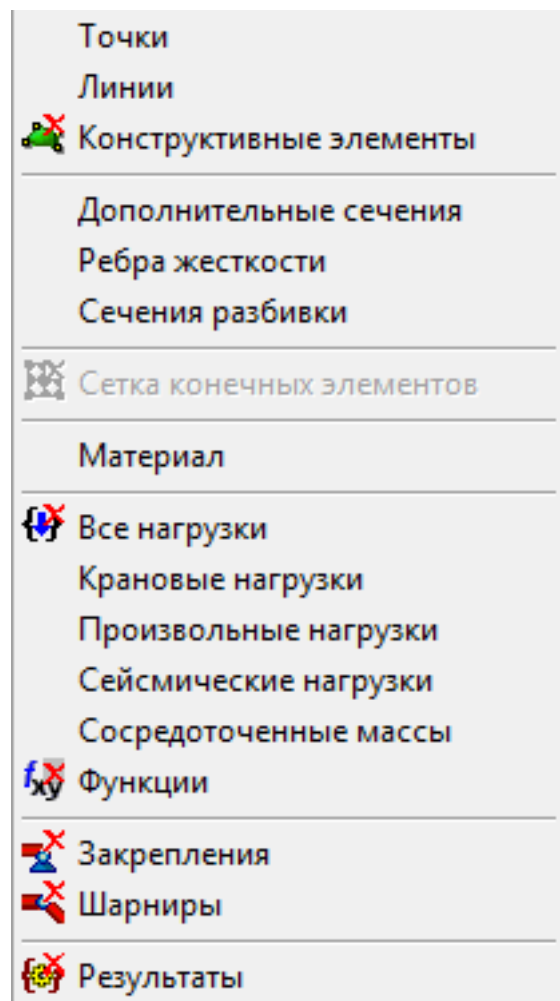 Точки
Линии
Конструктивные элементы
Дополнительные сечения
Ребра жесткости
Сечения разбивки
Сетка конечных элементов
Материал
Все нагрузки
Крановые нагрузки
Произвольные нагрузки
Сейсмические нагрузки
Сосредоточенные массы
fxy Функции
Закрепления
Шарниры
Результаты